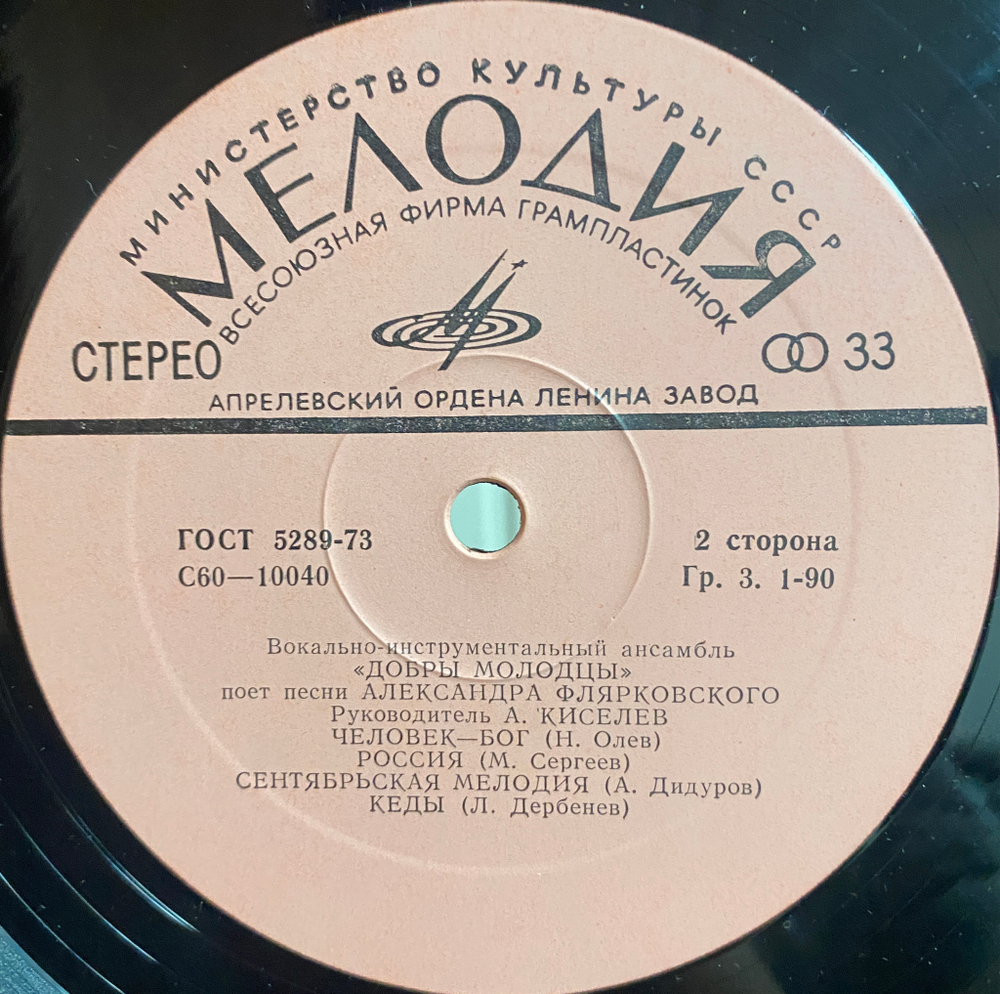 МИНИСТЕРСТВО КУЛЬТУРЫ СССР
МЕЛОДИЯ
ВСЕСОЮЗНАЯ ФИРМА ГРАМПЛАСТИНОК
СТЕРЕО
33
АПРЕЛЕВСКИЙ ОРДЕНА ЛЕНИНА ЗАВОД
ГОСТ 5289-73
2 сторона
С60—10040
Гр. 3. 1-90
Вокально-инструментальный ансамбль
«ДОБРЫ МОЛОДЦЫ»
поет песни АЛЕКСАНДРА ФЛЯРКОВСКОГО
Руководитель А. КИСЕЛЕВ
ЧЕЛОВЕК—БОГ (Н. Олев)
РОССИЯ (М. Сергеев)
СЕНТЯБРЬСКАЯ МЕЛОДИЯ (А. Дидуров)
КЕДЫ (Л. Дербенев)